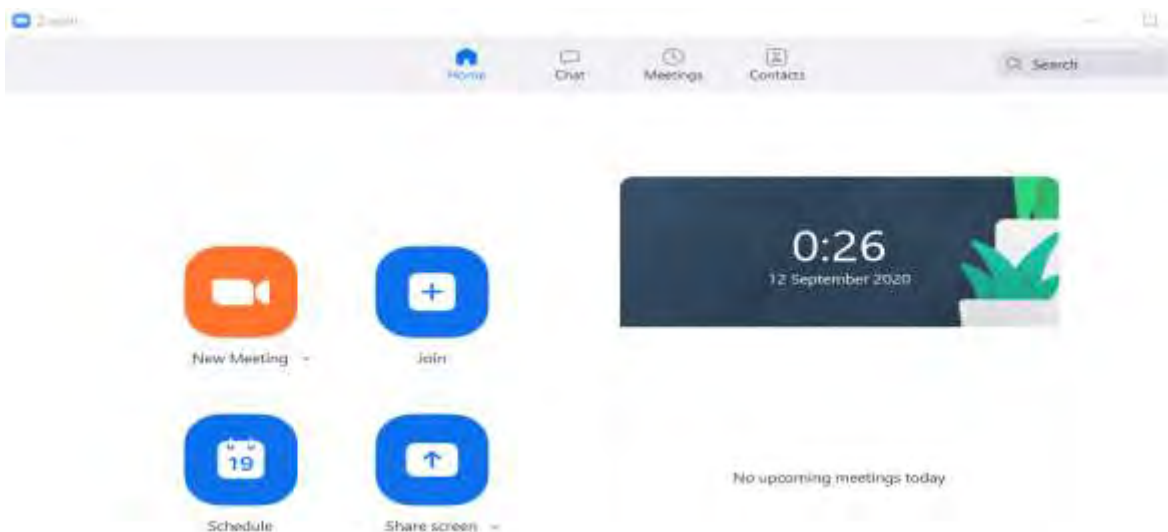 Zoom
Home
Chat
Meetings
Contacts
Search
0:26
12 September 2020
New Meeting
Join
19
Schedule
Share screen
No upcoming meetings today